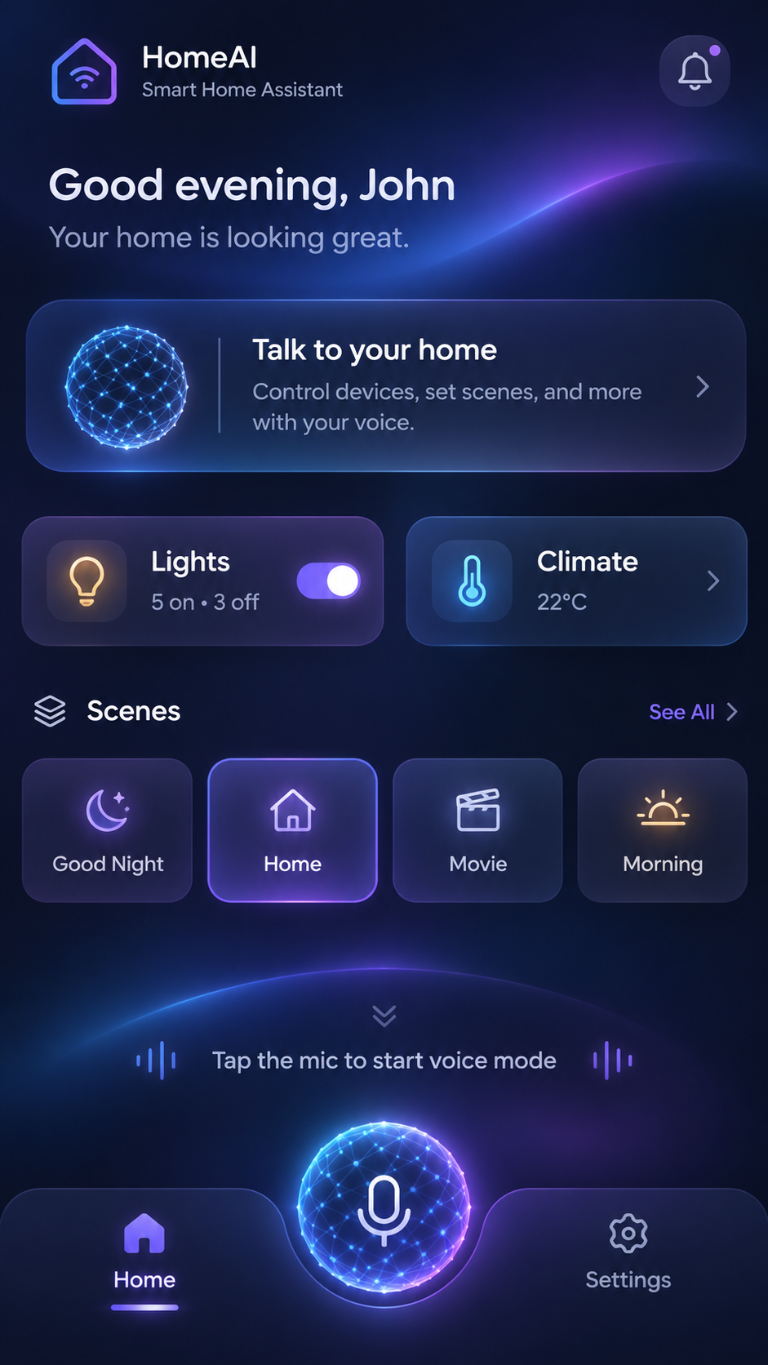 HomeAI
Smart Home Assistant
Good evening, John
Your home is looking great.
Talk to your home
Control devices, set scenes, and more
with your voice.
Lights
5 on • 3 off
Climate
22°C
Scenes
See All
Good Night
Home
Movie
Morning
Tap the mic to start voice mode
Home
Settings